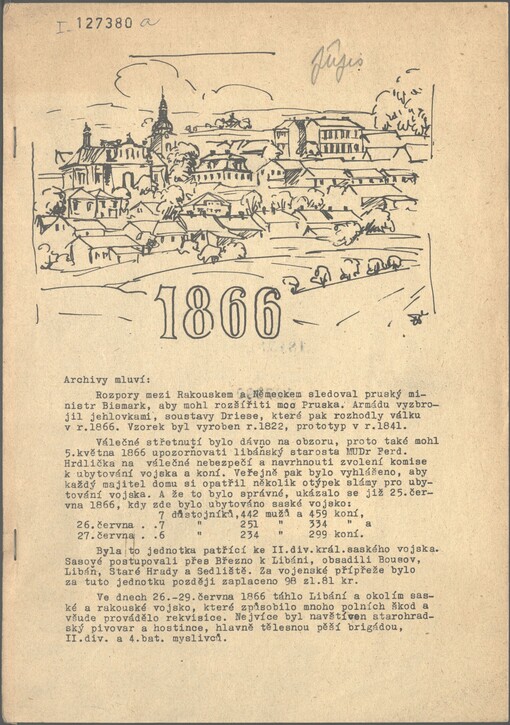 I- 127380 a
1866
Archivy mluví:
Rozpory mezi Rakouskem a Německem sledoval pruský mi-
nistr Bismark, aby mohl rozšířiti moc Pruska. Armádu vyzbro-
jil jehlovkami, soustavy Driese, které pak rozhodly válku
v r.1866. Vzorek byl vyroben r.1822, prototyp v r.1841.
Válečné střetnutí bylo dávno na obzoru, proto také mohl
5.května 1866 upozorňovati libáňský starosta MUDr Ferd.
Hrdlička na válečné nebezpečí a navrhnouti zvolení komise
k ubytování vojska a koní. Veřejně pak bylo vyhlášeno, aby
každý majitel domu si opatřil několik otýpek slámy pro uby-
tování vojska. A že to bylo správné, ukázalo se již 25.čer-
vna 1866, kdy zde bylo ubytováno saské vojsko:
7 důstojníků,442 mužů a 459 koní,
26.června . .7 " 251 " 334 " a
27.června . .6 " 234 " 299 koní.
Byla to jednotka patřící ke II.div.král.saského vojska.
Sasové postupovali přes Březno k Libáni, obsadili Bousov,
Libáň, Staré Hrady a Sedliště. Za vojenské přípřeže bylo
za tuto jednotku později zaplaceno 98 zl.81 kr.
Ve dnech 26.-29.června 1866 táhlo Libání a okolím sas-
ké a rakouské vojsko, které způsobilo mnoho polních škod a
všude provádělo rekvisice. Nejvíce byl navštíven starohrad-
ský pivovar a hostince, hlavně tělesnou pěší brigádou,
II.div. a 4.bat. myslivců.